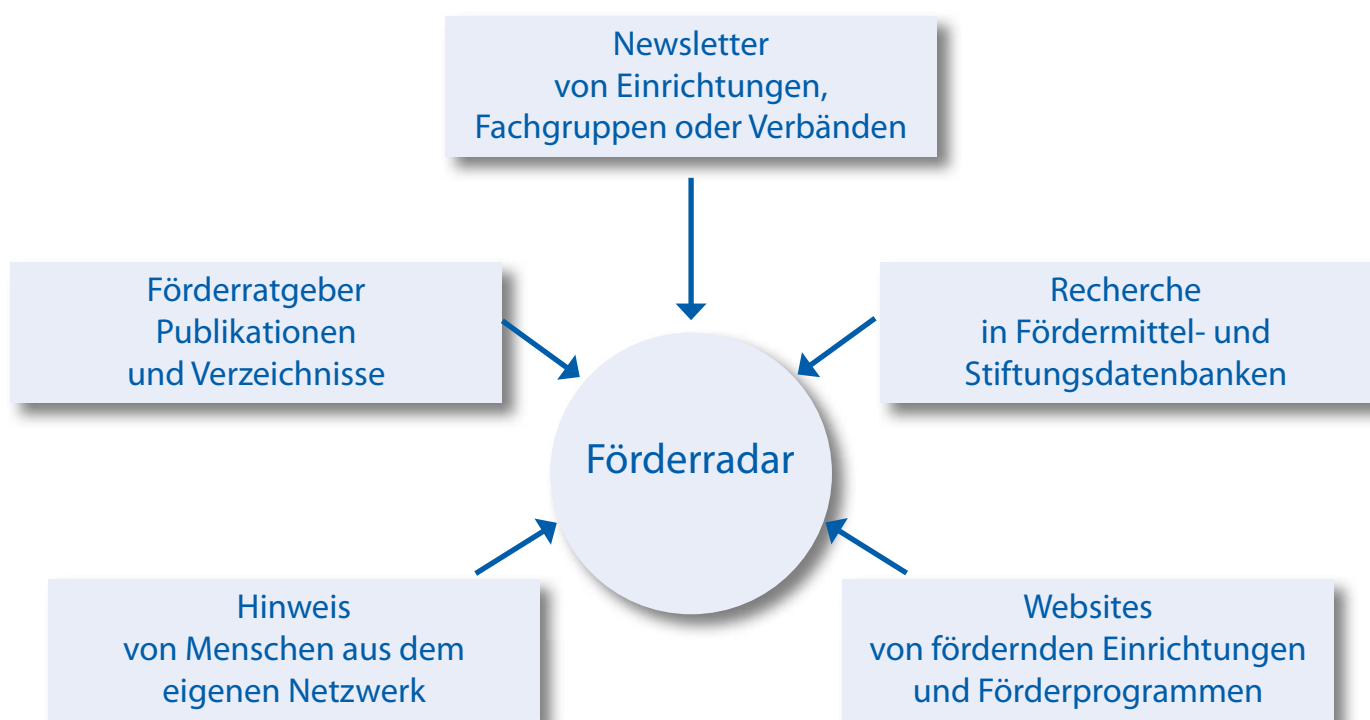 Newsletter
von Einrichtungen,
Fachgruppen oder Verbänden
Förderratgeber
Publikationen
und Verzeichnisse
Recherche
in Fördermittel- und
Stiftungsdatenbanken
Förderradar
Hinweis
von Menschen aus dem
eigenen Netzwerk
Websites
von fördernden Einrichtungen
und Förderprogrammen